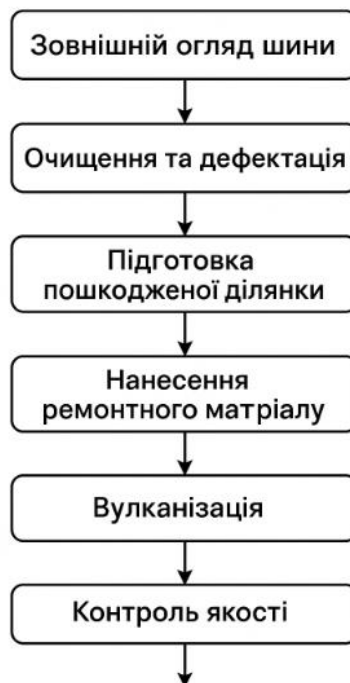 Зовнішній огляд шини
Очищення та дефектація
Підготовка
пошкодженої ділянки
Нанесення
ремонтного матріалу
Вулканізація
Контроль якості